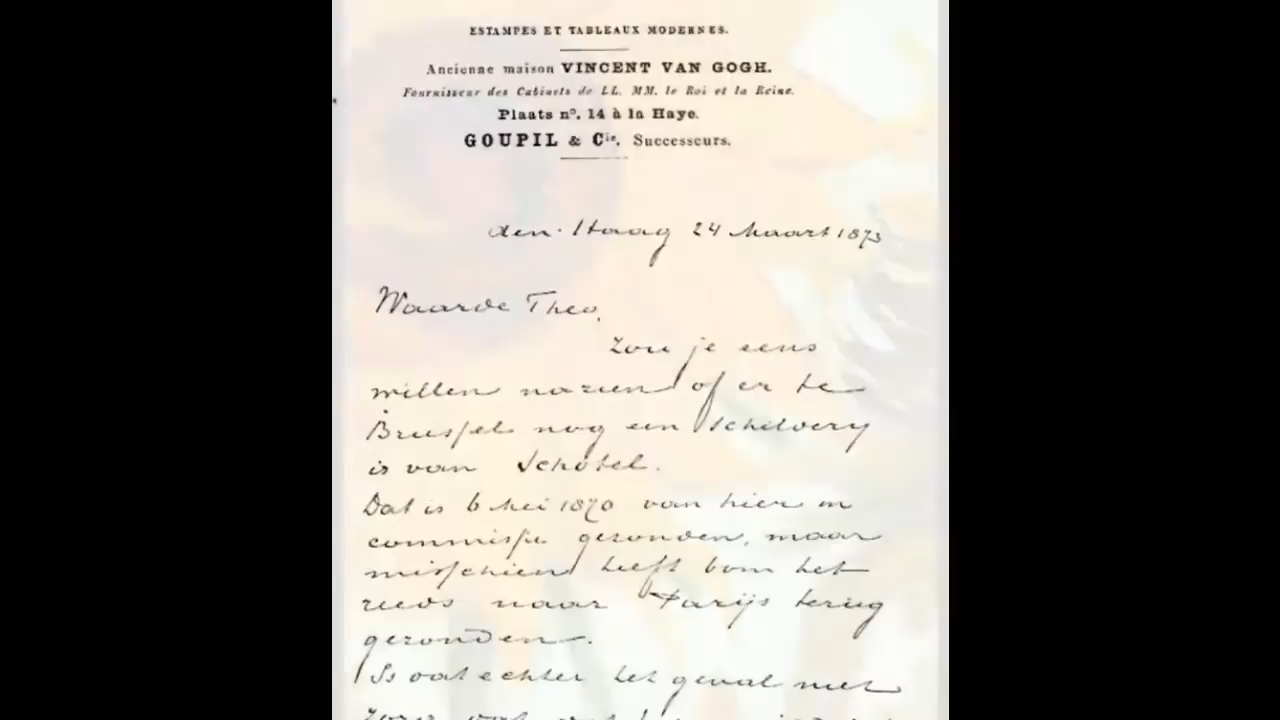 ESTAMPES ET TABLEAUX MODERNES.
Ancienne maison VINCENT VAN GOGH.
Fournisseur des Cabinets de LL. MM. le Roi et la Reine.
Plaats nº. 14 à la Haye.
GOUPIL & Cie. Successeurs.
den Haag 24 Maart 1873
Waarde Theo,
Zou je eens
willen nazien of er te
Brussel nog een schildery
is van Schotel.
Dat is 6 Mei 1870 van hier in
commissie gezonden, maar
misschien heeft bom het
reeds naar Parijs terug
gezonden.
Is dat echter het geval niet